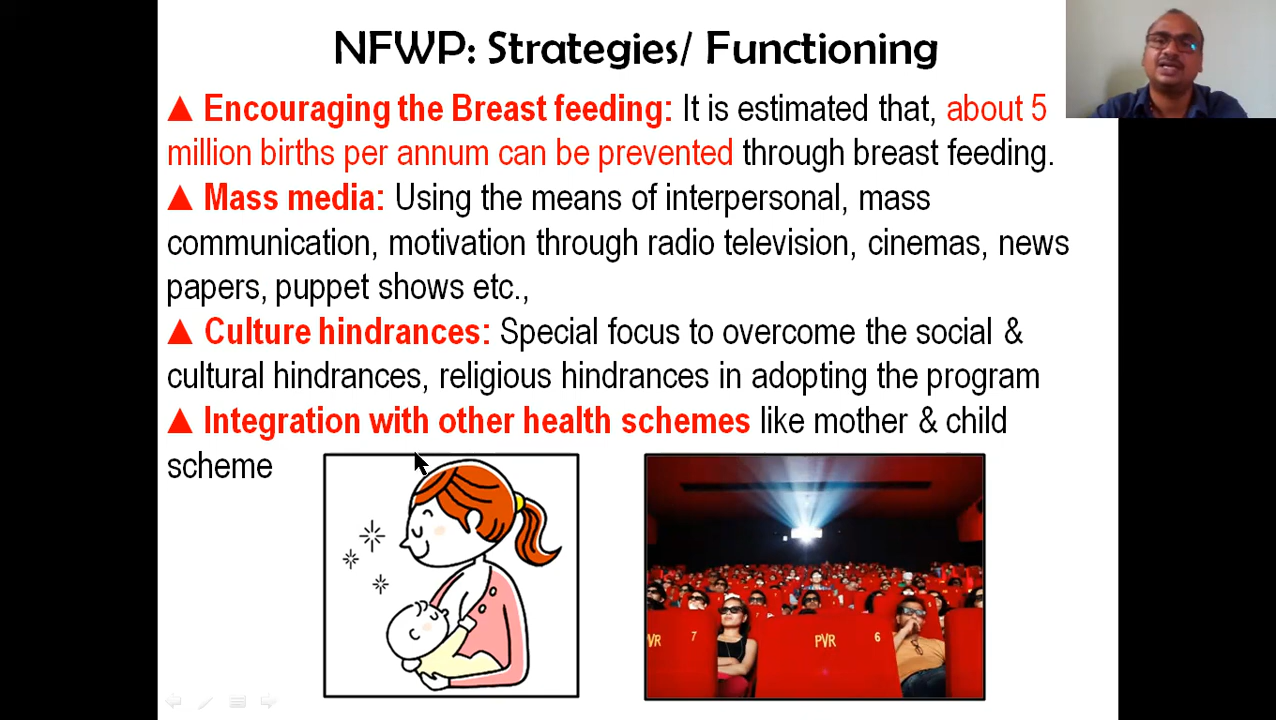 NFWP: Strategies/ Functioning
▲ Encouraging the Breast feeding: It is estimated that, about 5
million births per annum can be prevented through breast feeding.
▲ Mass media: Using the means of interpersonal, mass
communication, motivation through radio television, cinemas, news
papers, puppet shows etc.,
▲ Culture hindrances: Special focus to overcome the social &
cultural hindrances, religious hindrances in adopting the program
▲ Integration with other health schemes like mother & child
scheme
VR 7 PVR 6